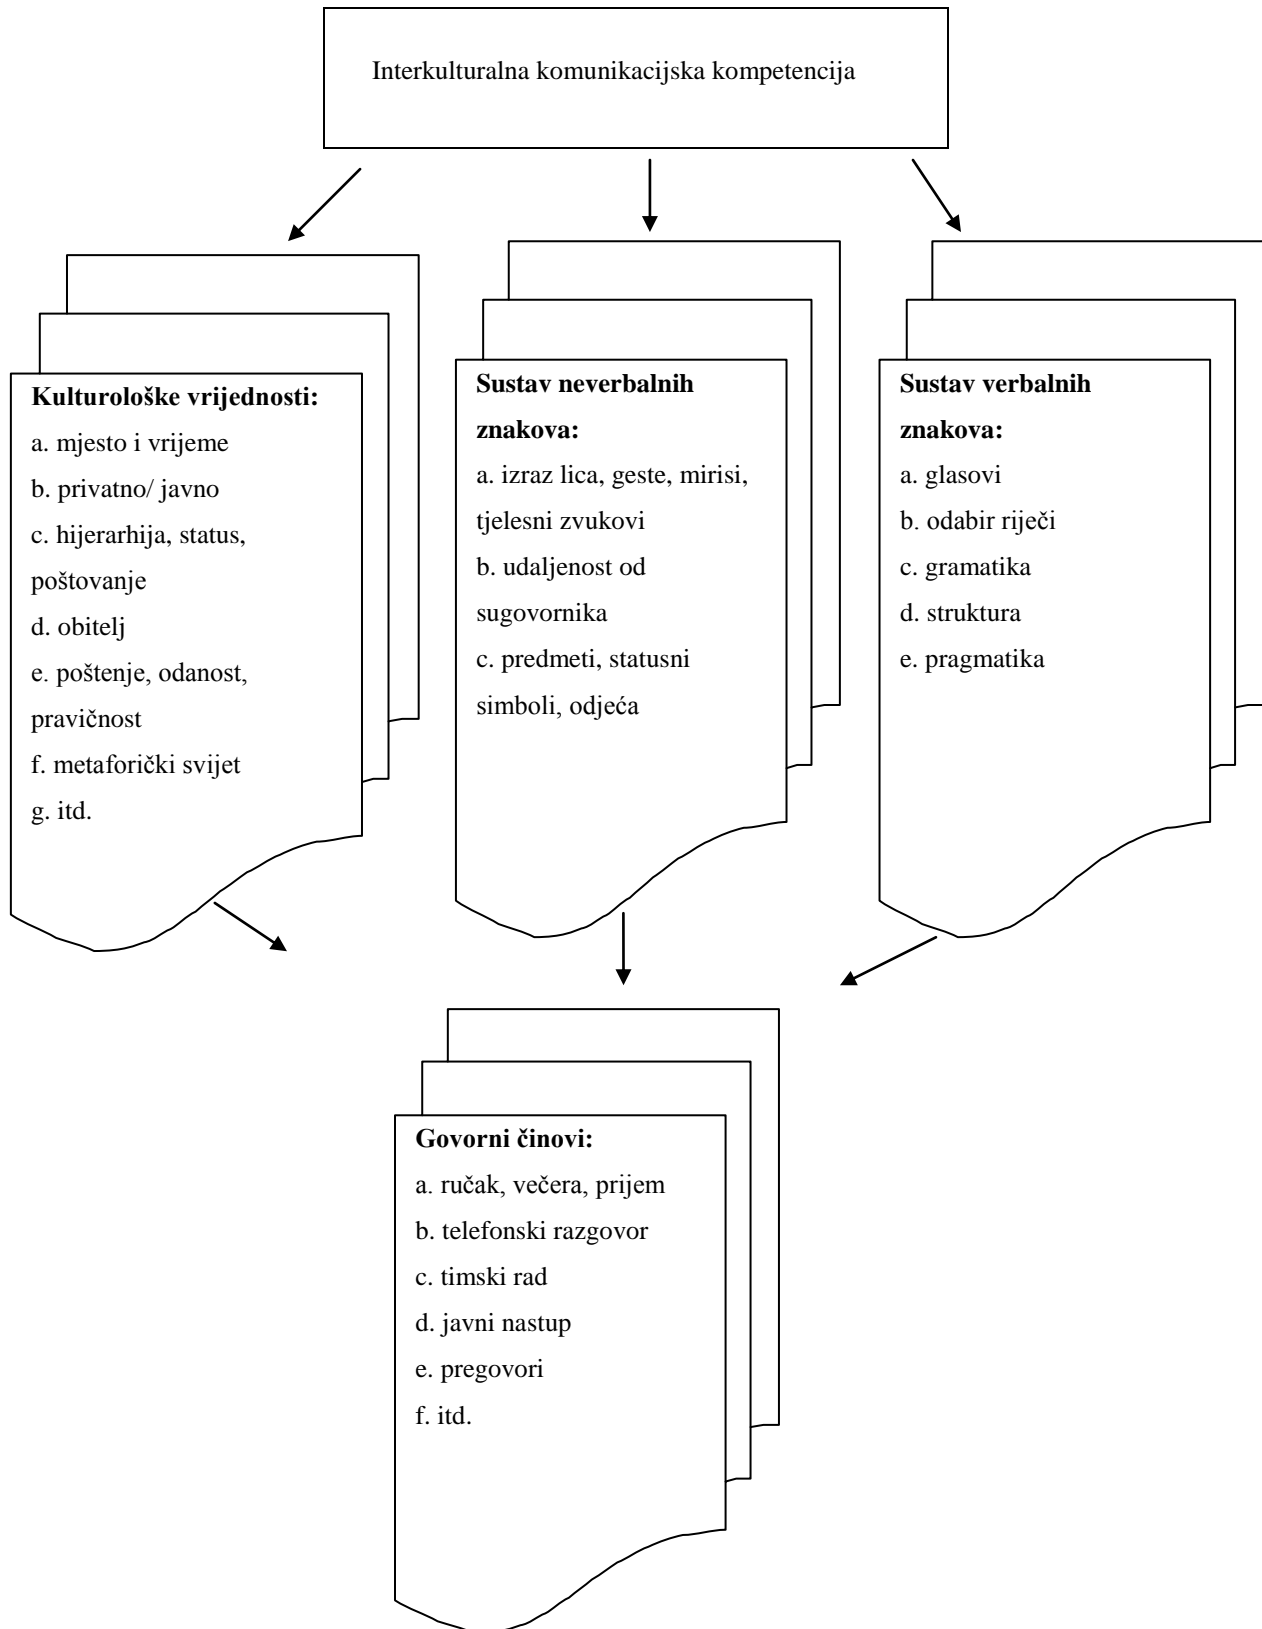 Interkulturalna komunikacijska kompetencija
Kulturološke vrijednosti:
a. mjesto i vrijeme
b. privatno/ javno
c. hijerarhija, status,
poštovanje
d. obitelj
e. poštenje, odanost,
pravičnost
f. metaforički svijet
g. itd.
Sustav neverbalnih
znakova:
a. izraz lica, geste, mirisi,
tjelesni zvukovi
b. udaljenost od
sugovornika
c. predmeti, statusni
simboli, odjeća
Sustav verbalnih
znakova:
a. glasovi
b. odabir riječi
c. gramatika
d. struktura
e. pragmatika
Govorni činovi:
a. ručak, večera, prijem
b. telefonski razgovor
c. timski rad
d. javni nastup
e. pregovori
f. itd.